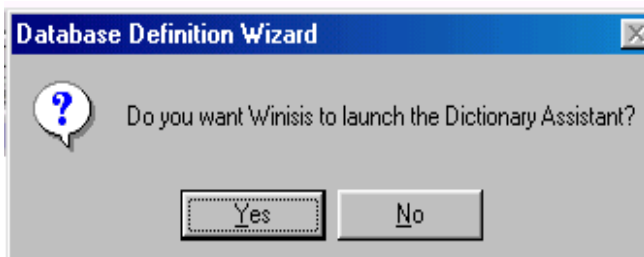 Database Definition Wizard
Do you want Winisis to launch the Dictionary Assistant?
Yes
No